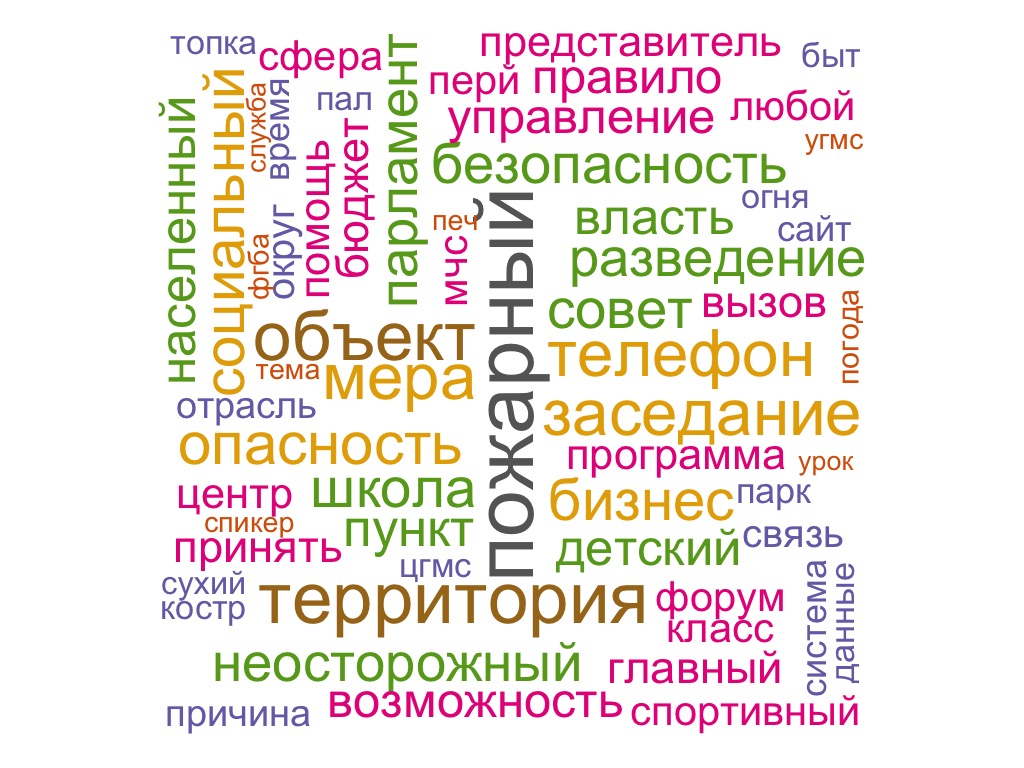 топка
сфера
представитель
быт
перй
правило
пал
управление
любой
угмс
безопасность
населенный
социальный
служба
время
помощь
бюджет
парламент
фгба
округ
печ
мчс
пожарный
огня
власть
сайт
разведение
совет
вызов
погода
объект
телефон
тема
мера
отрасль
заседание
опасность
программа
урок
центр
школа
бизнес
парк
спикер
пункт
принять
детский
связь
цгмс
сухий
костр
территория
форум
класс
система
данные
неосторожный
главный
причина
возможность
спортивный